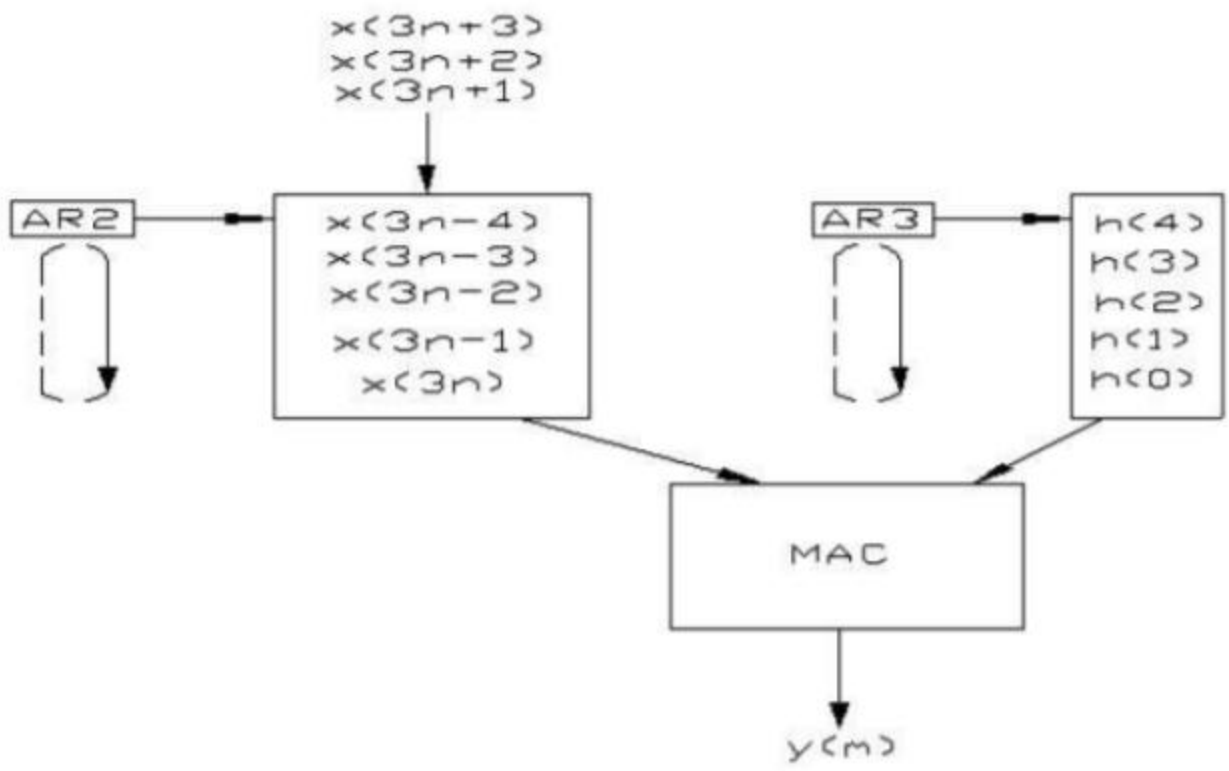 x(3n+3)
x(3n+2)
x(3n+1)
AR2
x(3n-4)
x(3n-3)
x(3n-2)
x(3n-1)
x(3n)
AR3
h(4)
h(3)
h(2)
h(1)
h(0)
MAC
y(m)